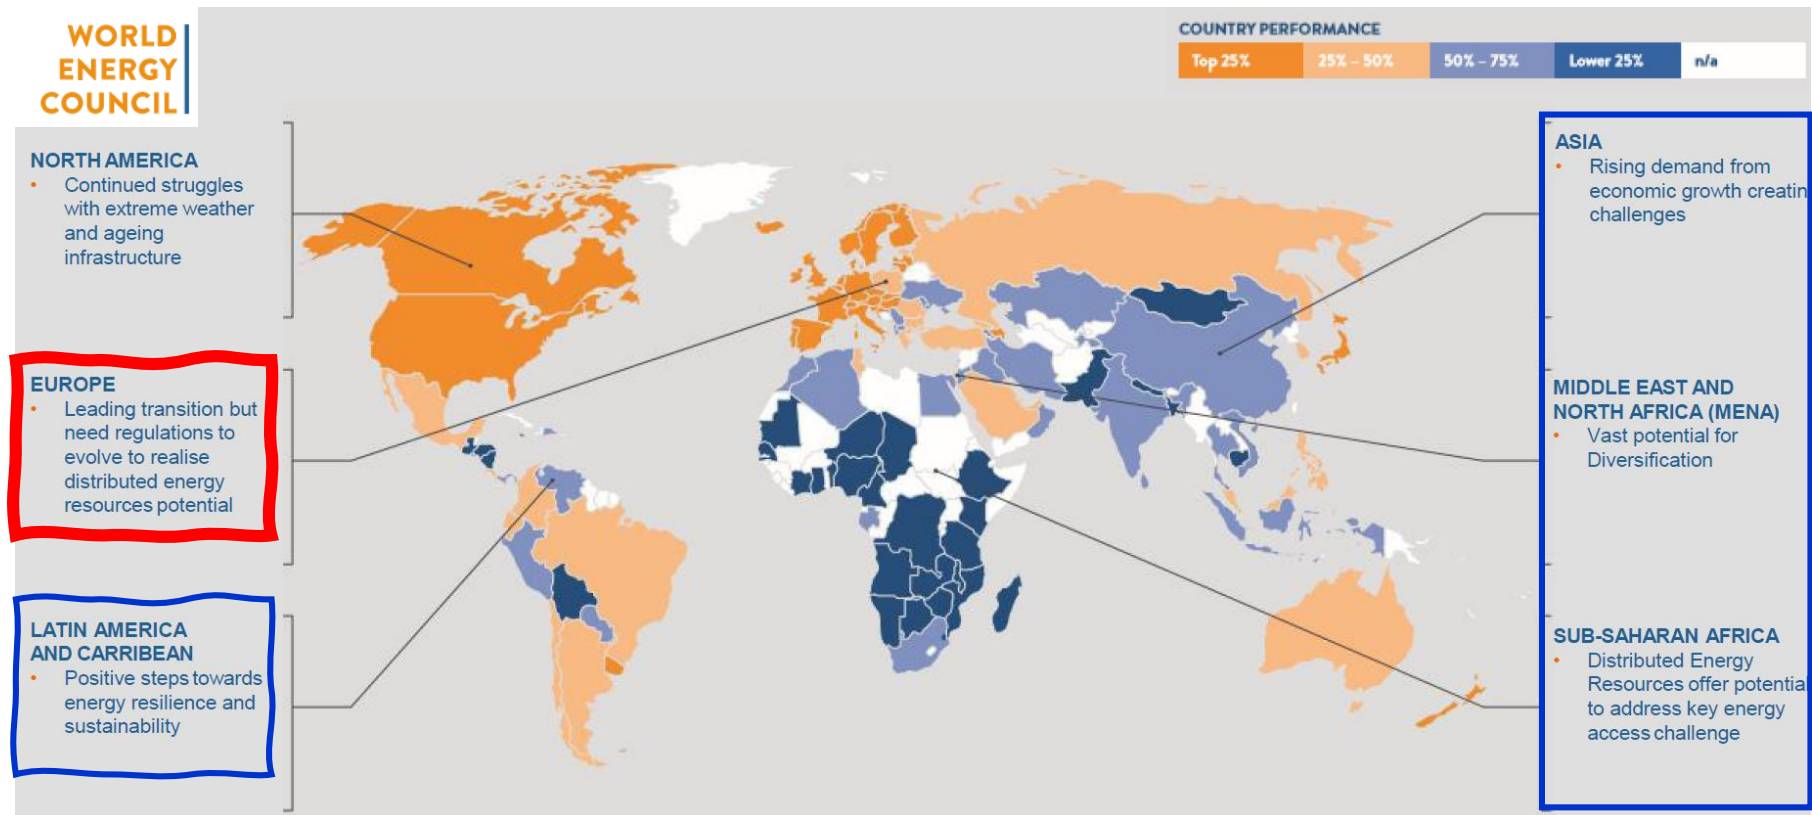 WORLD
ENERGY
COUNCIL
COUNTRY PERFORMANCE
Top 25%
25% – 50%
50% – 75%
Lower 25%
n/a
NORTH AMERICA
• Continued struggles
with extreme weather
and ageing
infrastructure
EUROPE
• Leading transition but
need regulations to
evolve to realise
distributed energy
resources potential
LATIN AMERICA
AND CARRIBEAN
• Positive steps towards
energy resilience and
sustainability
ASIA
• Rising demand from
economic growth creatin
challenges
MIDDLE EAST AND
NORTH AFRICA (MENA)
• Vast potential for
Diversification
SUB-SAHARAN AFRICA
• Distributed Energy
Resources offer potential
to address key energy
access challenge